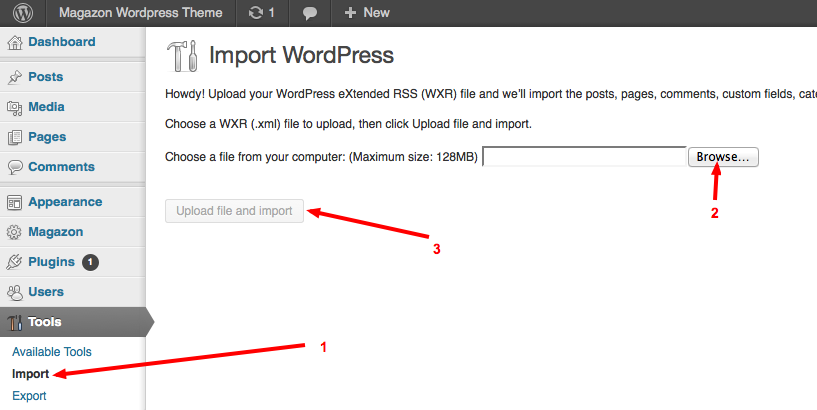 Magazon Wordpress Theme 1 + New
Dashboard
Posts
Media
Pages
Comments
Appearance
Magazon
Plugins 1
Users
Tools
Available Tools
Import
Export
Import WordPress
Howdy! Upload your WordPress eXtended RSS (WXR) file and we'll import the posts, pages, comments, custom fields, cate
Choose a WXR (.xml) file to upload, then click Upload file and import.
Choose a file from your computer: (Maximum size: 128MB) Browse...
2
Upload file and import
3
1